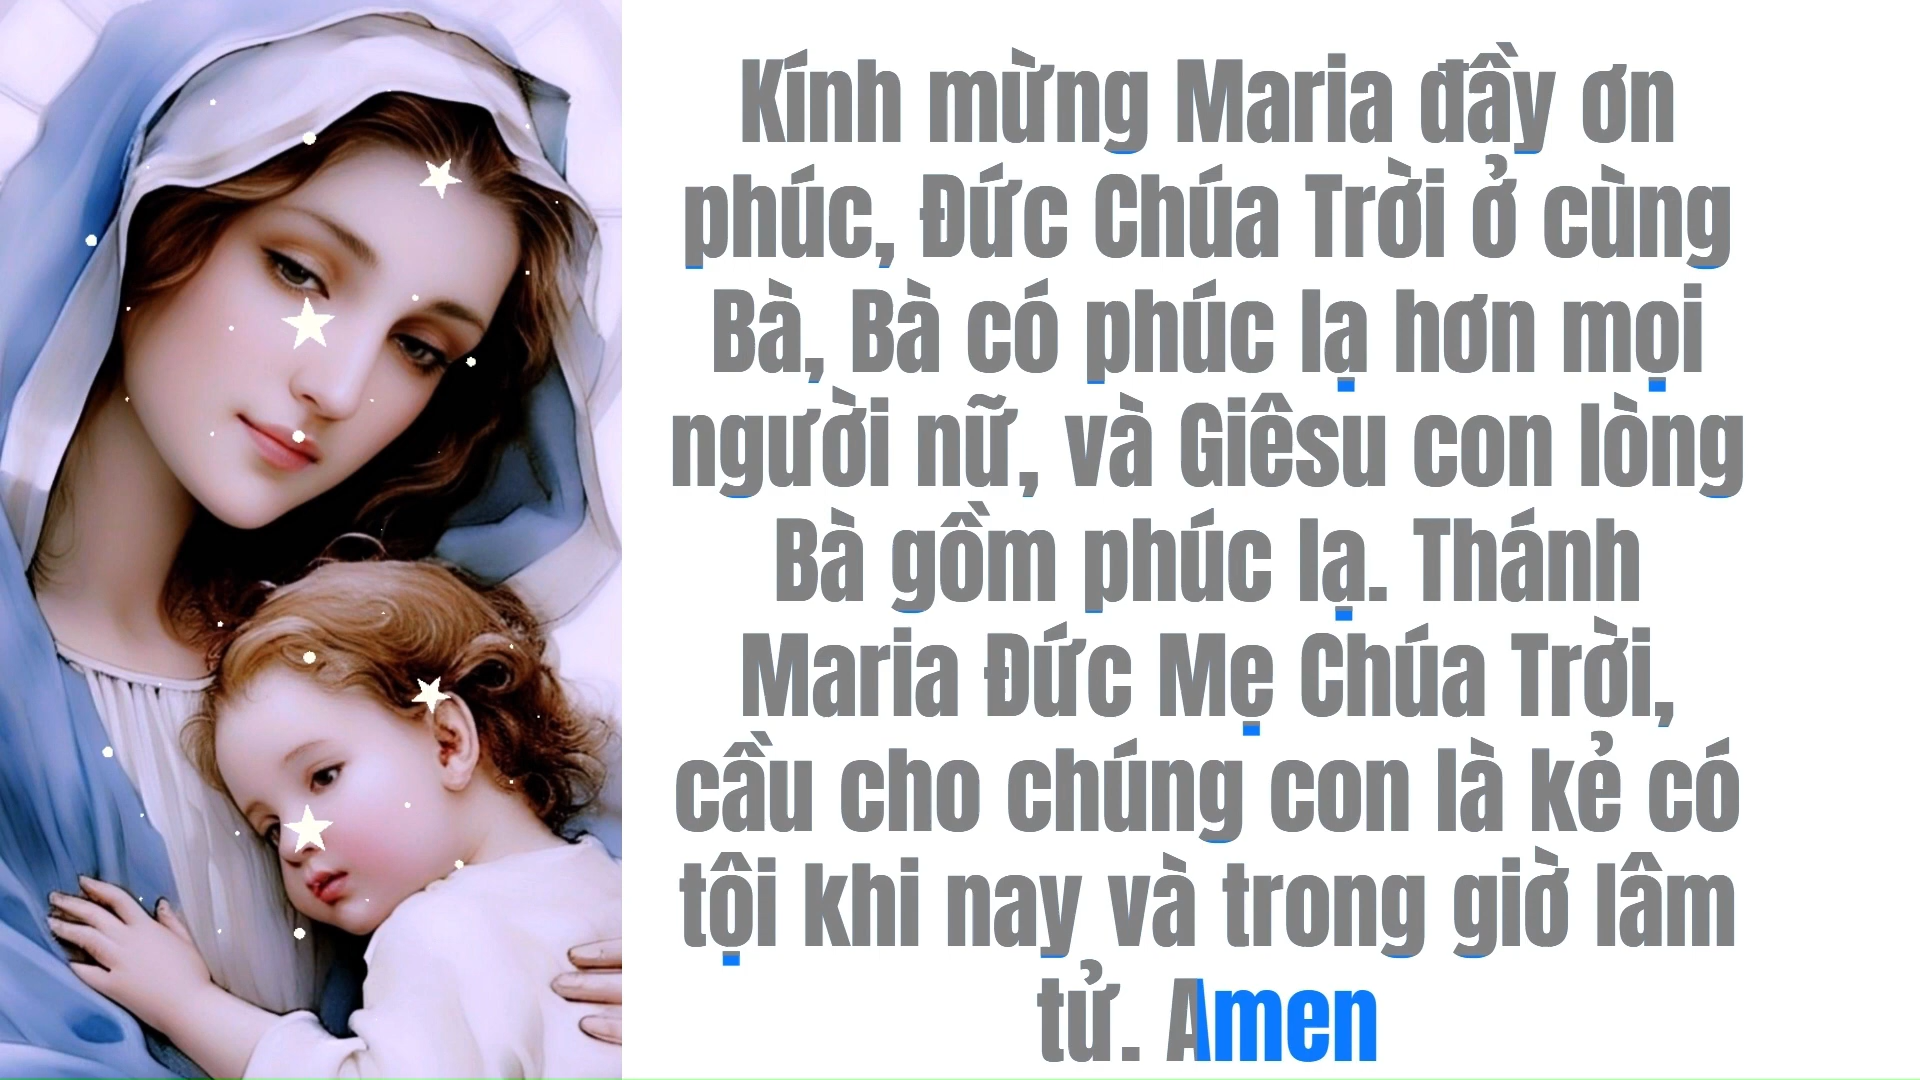 Kính mừng Maria đầy ơn
phúc, Đức Chúa Trời ở cùng
Bà, Bà có phúc lạ hơn mọi
người nữ, và Giêsu con lòng
Bà gồm phúc lạ. Thánh
Maria Đức Mẹ Chúa Trời,
cầu cho chúng con là kẻ có
tội khi nay và trong giờ lâm
tử. Amen